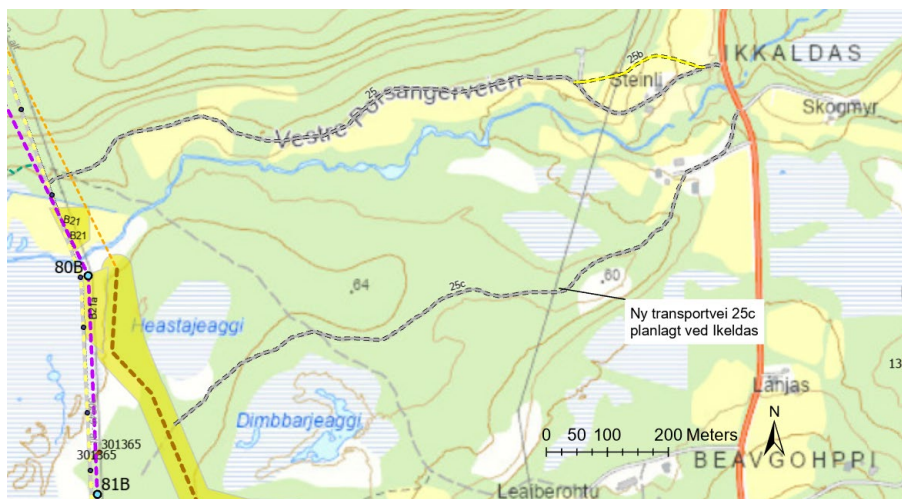 25b
IKKALDAS
Steinli
25
Vestre Porsangerveien
Skogmyr
B21
B21
80B
25c
64
60
Ny transportvei 25c
planlagt ved Ikeldas
Heastajeaggi
13
Lánjas
Dimbbarjeaggi
N
0 50 100 200 Meters
301365
301365
BEAVGOHPPI
81B
Leaiberohtu